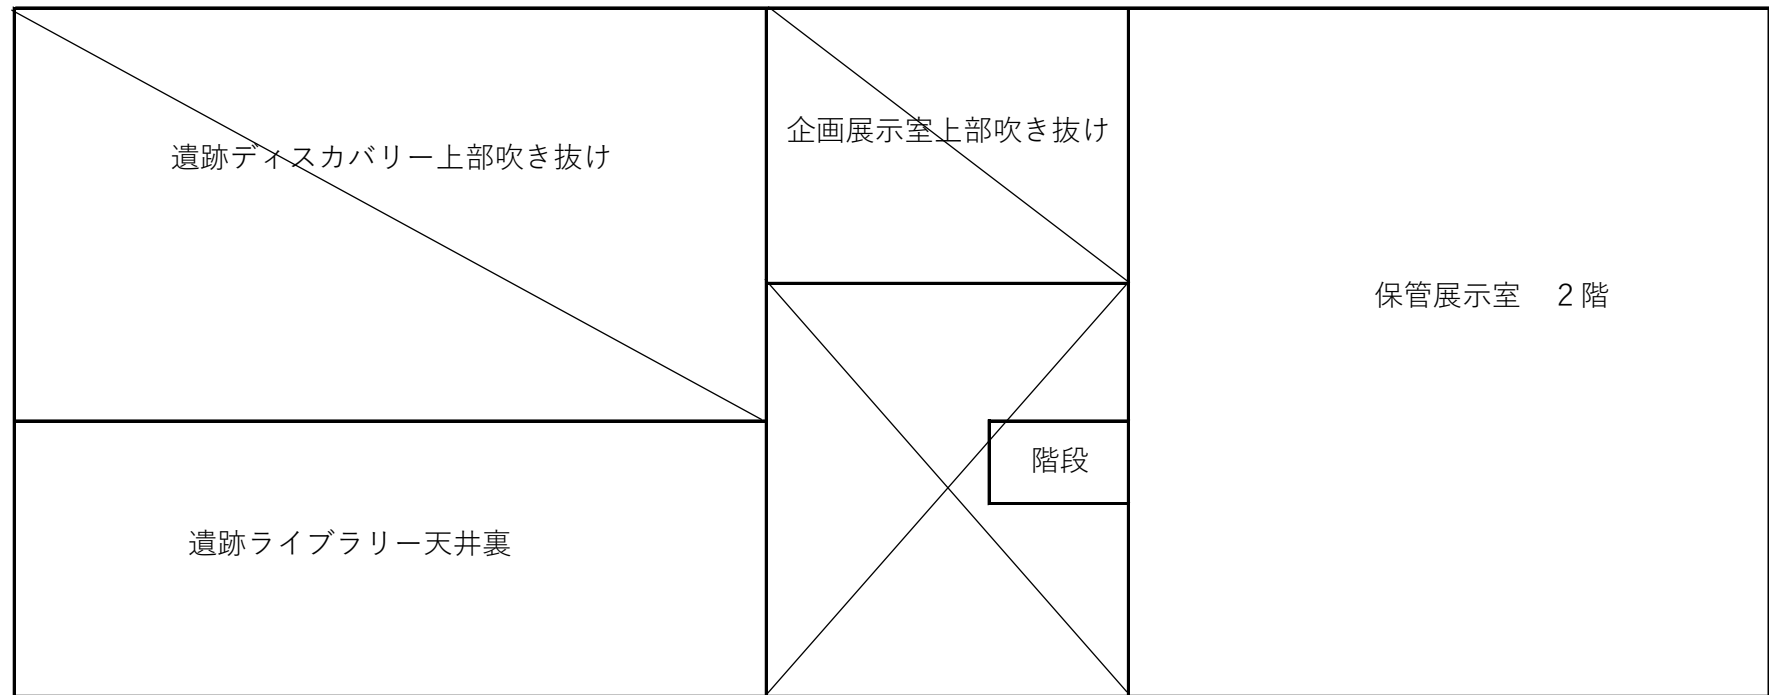 企画展示室上部吹き抜け
遺跡ディスカバリー上部吹き抜け
保管展示室　２階
階段
遺跡ライブラリー天井裏